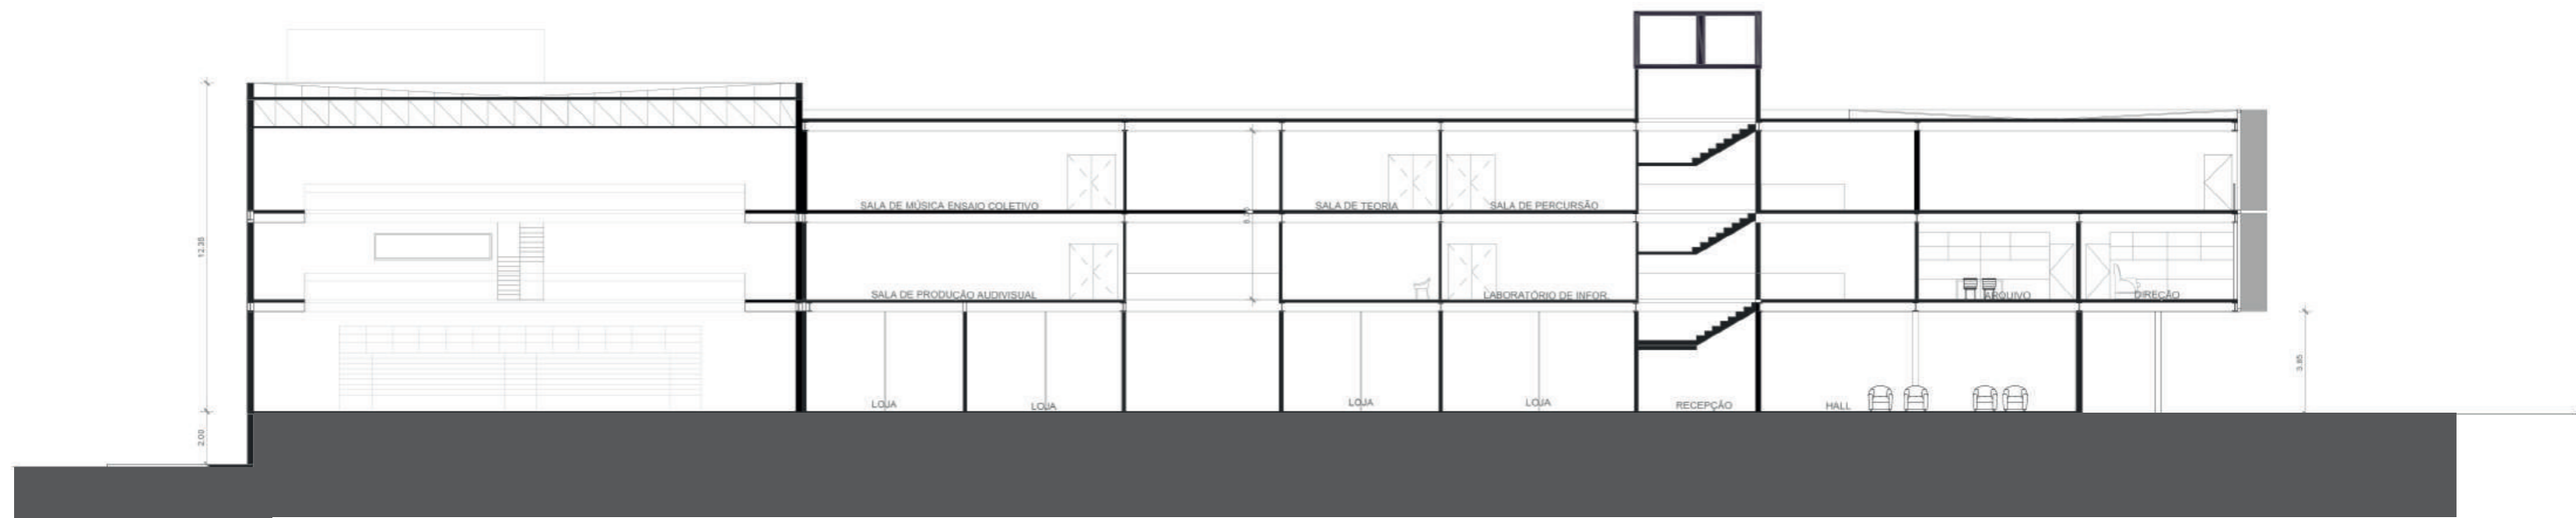 SALA DE MÚSICA ENSAIO COLETIVO
SALA DE TEORIA
SALA DE PERCURSÃO
12.35
SALA DE PRODUCÃO AUDIVISUAL
LABORATÓRIO DE INFOR.
ARQUIVO
DIREÇÃO
3.85
LOJA
LOJA
LOJA
LOJA
RECEPÇÃO
HALL
2.00